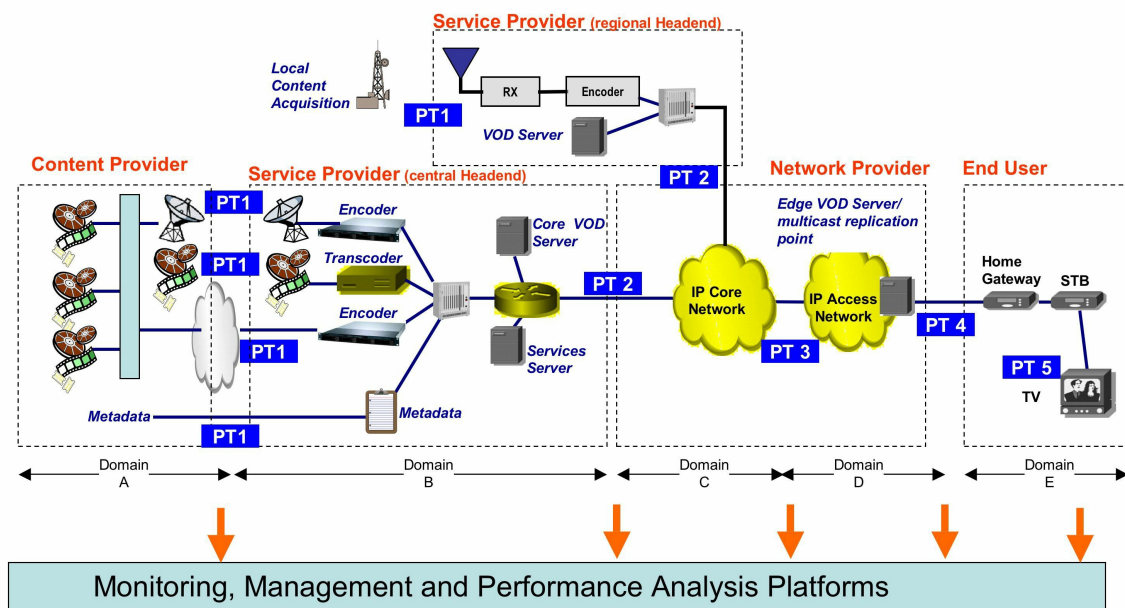 Service Provider (regional Headend)
Local
Content
Acquisition
RX
Encoder
PT1
VOD Server
Content Provider
Service Provider (central Headend)
PT 2
Network Provider
End User
PT1
Encoder
Core VOD
Server
Edge VOD Server/
multicast replication
point
Transcoder
PT1
Home
Gateway
STB
PT 2
IP Core
Network
IP Access
Network
Encoder
PT 4
PT1
PT 3
Services
Server
PT 5
TV
Metadata
Metadata
PT1
Domain
A
Domain
B
Domain
C
Domain
D
Domain
E
Monitoring, Management and Performance Analysis Platforms